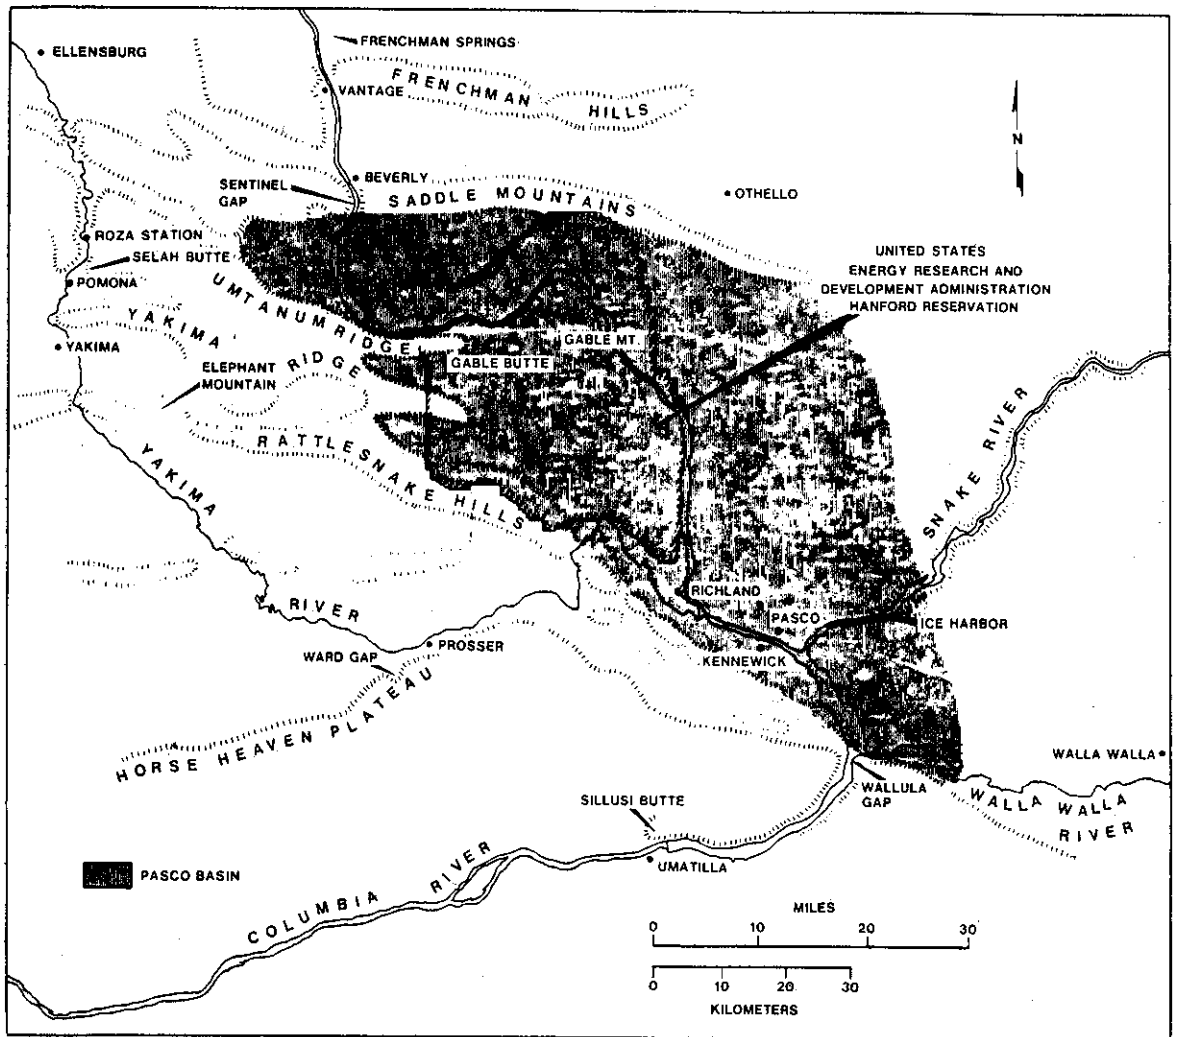 FRENCHMAN SPRINGS
ELLENSBURG
FRENCHMAN
HILLS
VANTAGE
N
BEVERLY
SENTINEL
GAP
SADDLE MOUNTAINS
OTHELLO
ROZA STATION
SELAH BUTTE
POMONA
UNITED STATES
ENERGY RESEARCH AND
DEVELOPMENT ADMINISTRATION
HANFORD RESERVATION
UMTANUM RIDGE
YAKIMA
RIDGE
YAKIMA
GABLE MT.
GABLE BUTTE
ELEPHANT
MOUNTAIN
RATTLESNAKE HILLS
YAKIMA
RIVER
SNAKE RIVER
RICHLAND
PASCO
ICE HARBOR
KENNEWICK
PROSSER
WARD GAP
HORSE HEAVEN PLATEAU
WALLA WALLA
WALLULA
GAP
WALLA WALLA
RIVER
SILLUSI BUTTE
UMATILLA
PASCO BASIN
COLUMBIA RIVER
MILES
0 10 20 30
0 10 20 30
KILOMETERS